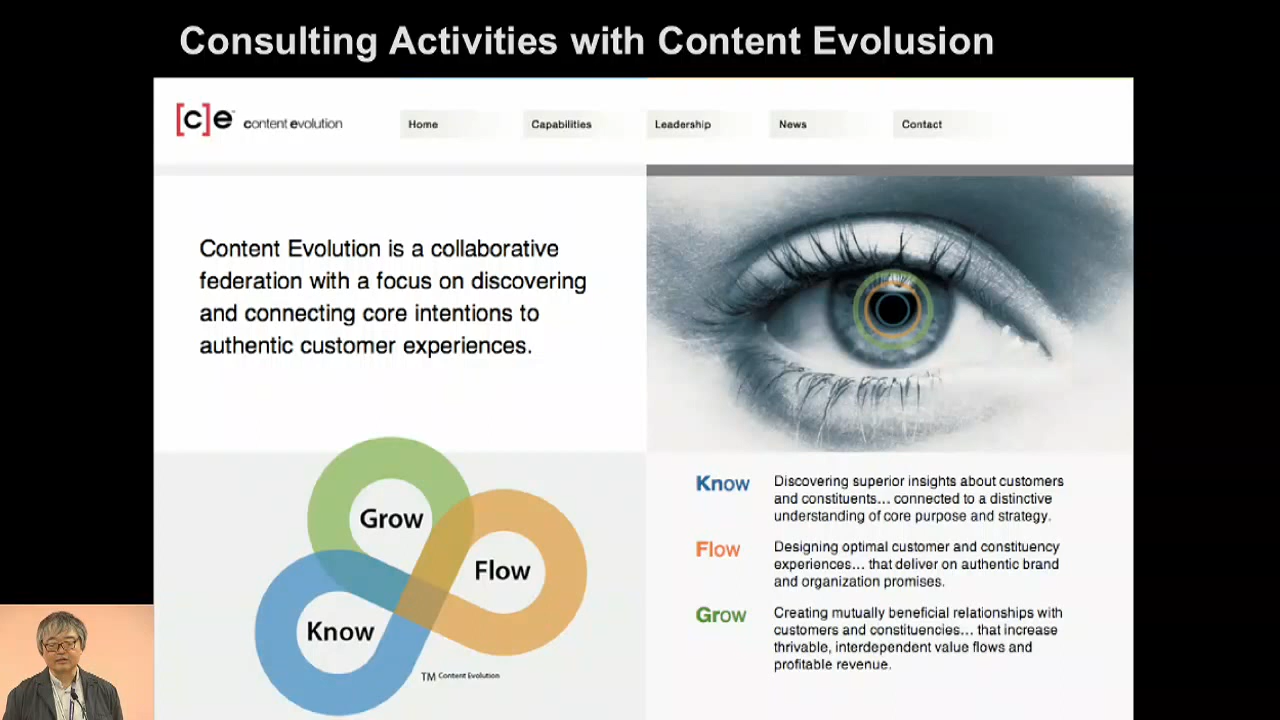 Consulting Activities with Content Evolusion
[c]e™ content evolution
Home
Capabilities
Leadership
News
Contact
Content Evolution is a collaborative
federation with a focus on discovering
and connecting core intentions to
authentic customer experiences.
Grow
Flow
Know
TM Content Evolution
Know
Discovering superior insights about customers
and constituents... connected to a distinctive
understanding of core purpose and strategy.
Flow
Designing optimal customer and constituency
experiences... that deliver on authentic brand
and organization promises.
Grow
Creating mutually beneficial relationships with
customers and constituencies... that increase
thrivable, interdependent value flows and
profitable revenue.